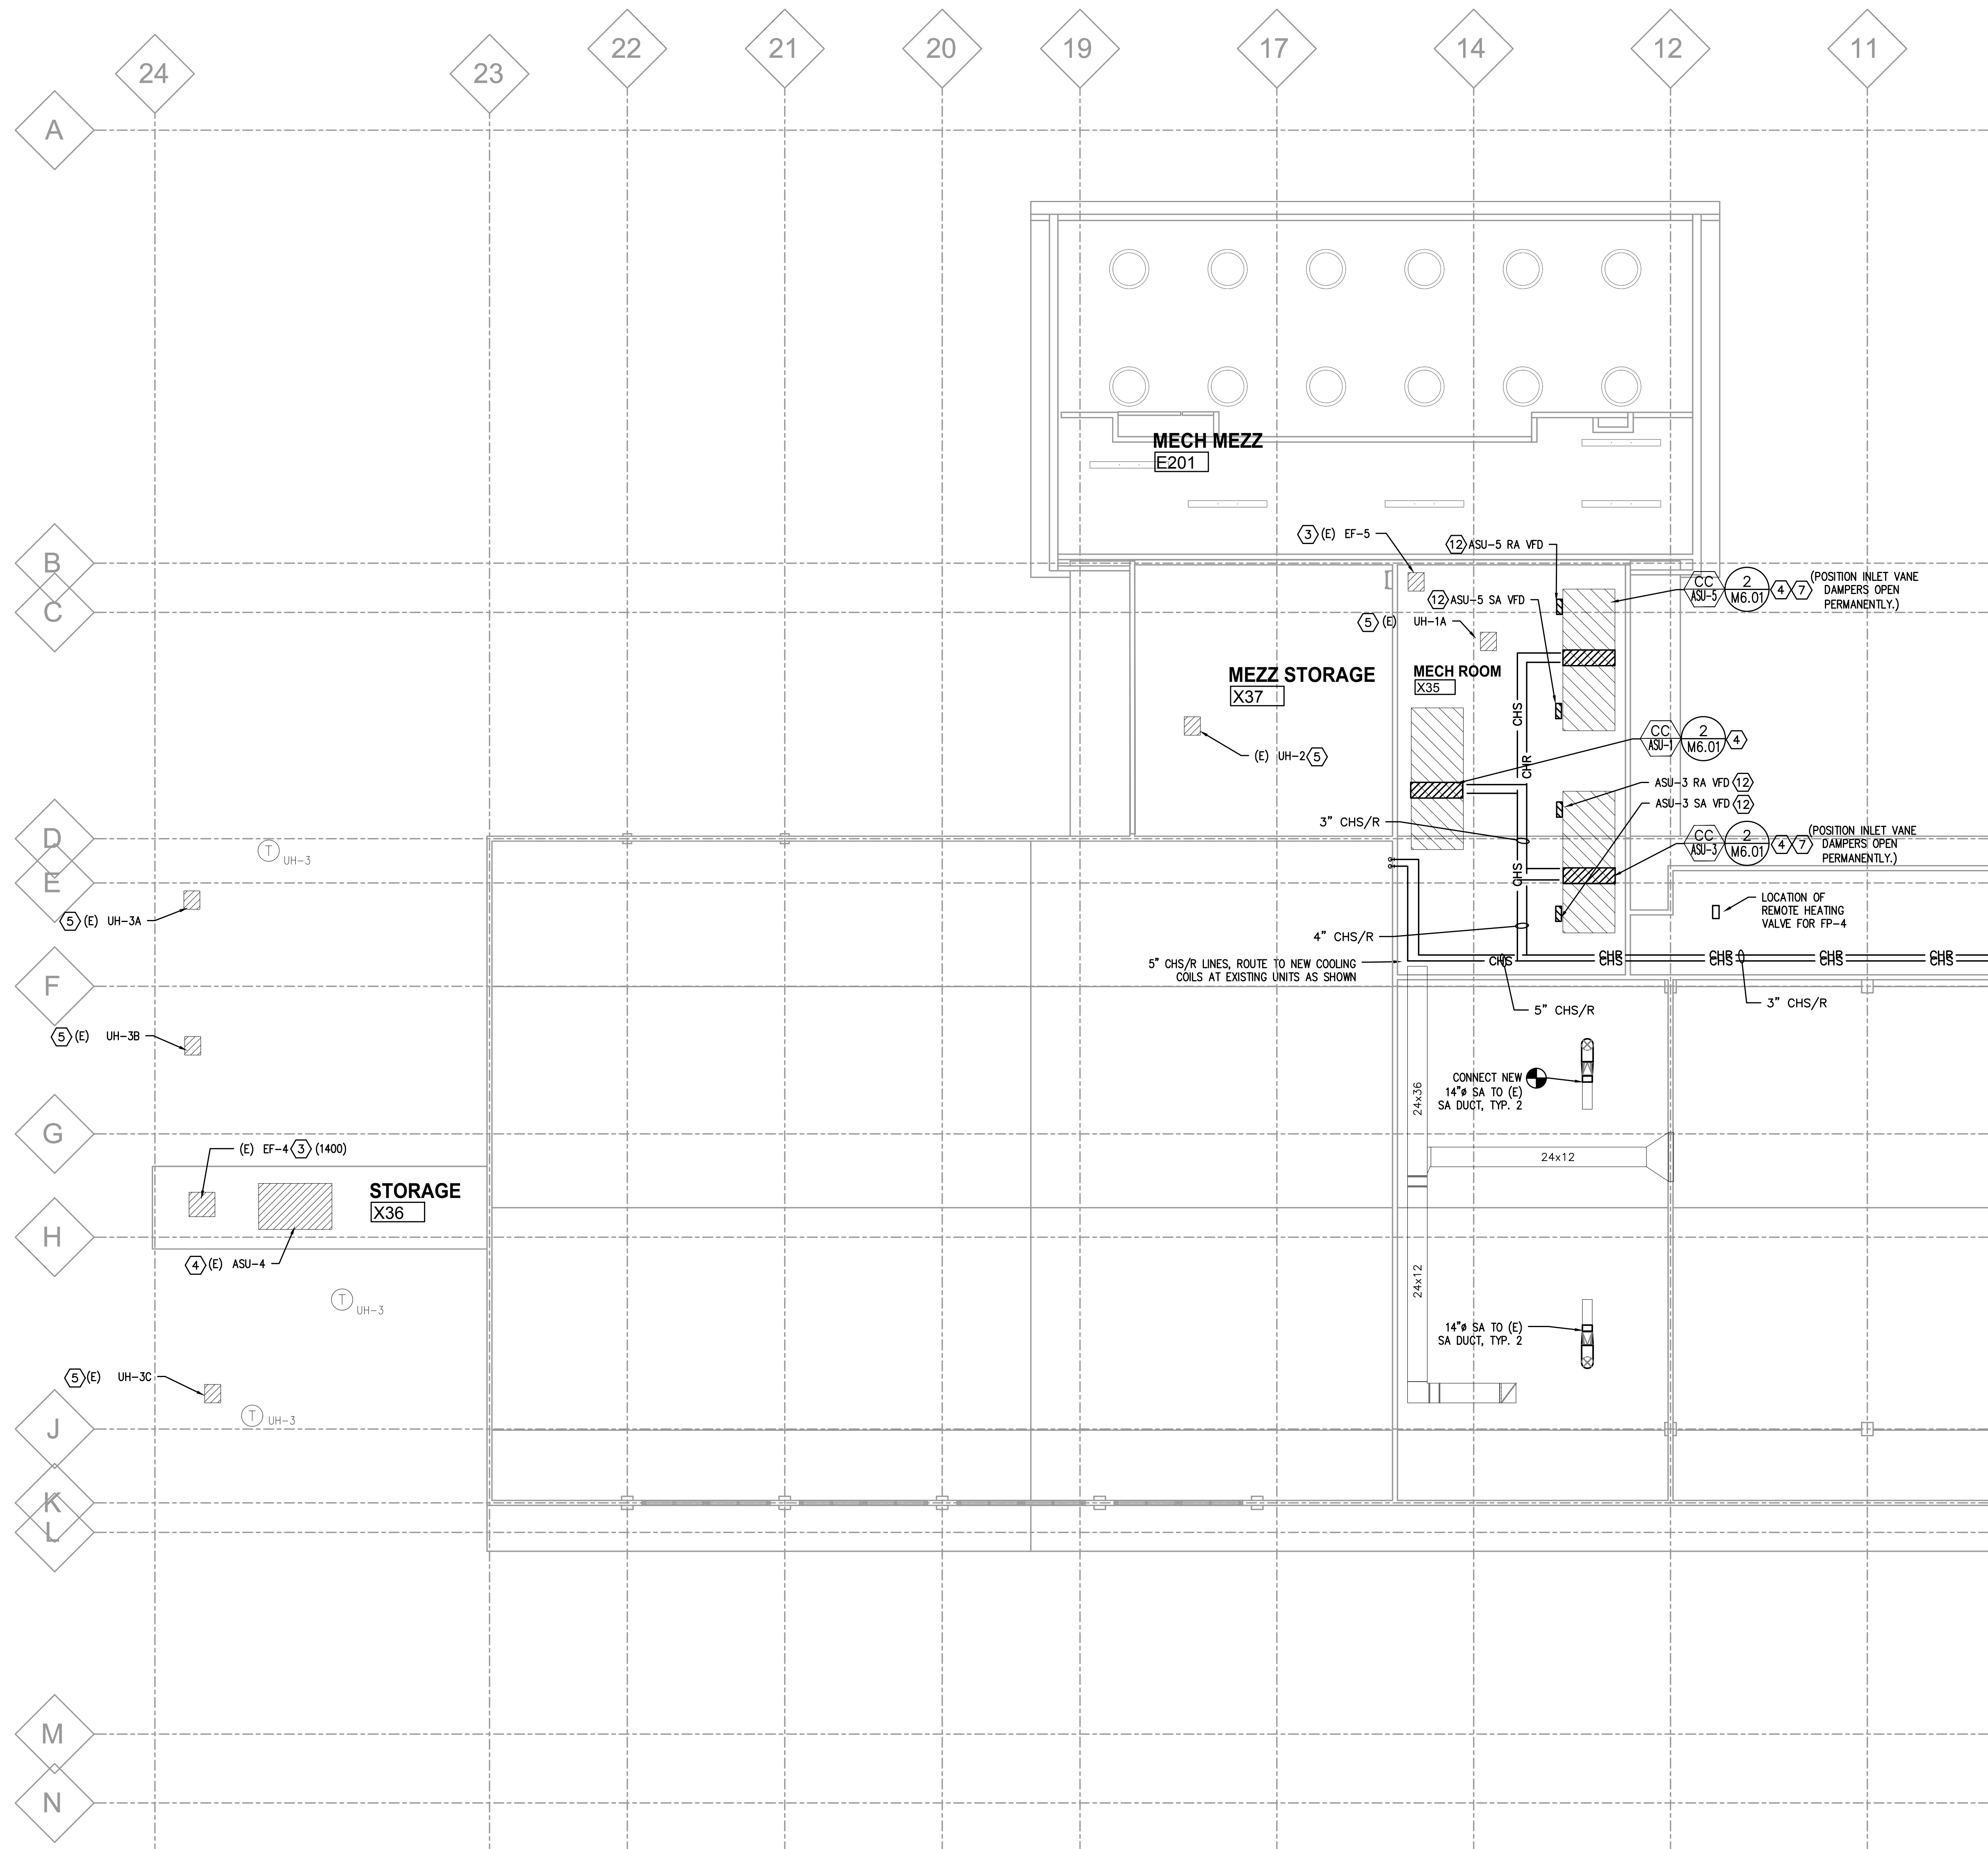 22
21
20
19
17
14
12
11
24
23
A
MECH MEZZ
E201
3 (E) EF-5
12 ASU-5 RA VFD
B
CC ASU-5
2 M6.01
4
7
(POSITION INLET VANE
DAMPERS OPEN
PERMANENTLY.)
C
12 ASU-5 SA VFD
5 (E) UH-1A
MEZZ STORAGE
X37
MECH ROOM
X35
CHS
CHR
(E) UH-2 5
CC ASU-1
2 M6.01
4
ASU-3 RA VFD 12
ASU-3 SA VFD 12
3" CHS/R
D
T UH-3
CC ASU-3
2 M6.01
4
7
(POSITION INLET VANE
DAMPERS OPEN
PERMANENTLY.)
CHS
E
5 (E) UH-3A
LOCATION OF
REMOTE HEATING
VALVE FOR FP-4
4" CHS/R
5" CHS/R LINES, ROUTE TO NEW COOLING
COILS AT EXISTING UNITS AS SHOWN
CHS
CHR
CHS
CHR
CHS
CHR
CHS
CHR
CHS
F
5" CHS/R
3" CHS/R
5 (E) UH-3B
CONNECT NEW
14"ø SA TO (E)
SA DUCT, TYP. 2
24x36
G
(E) EF-4 3 (1400)
24x12
STORAGE
X36
H
4 (E) ASU-4
24x12
T UH-3
14"ø SA TO (E)
SA DUCT, TYP. 2
5 (E) UH-3C
T UH-3
J
K
L
M
N